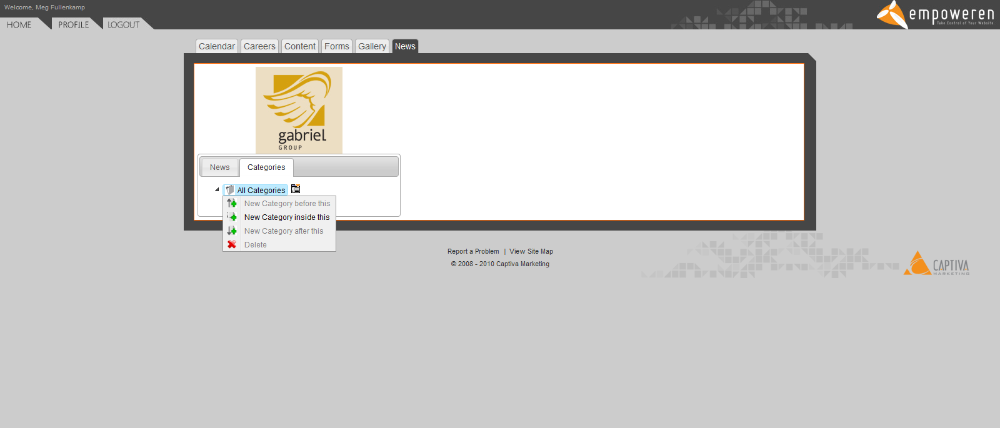 Welcome, Meg Fullenkamp
HOME PROFILE LOGOUT
empoweren
Take Control of Your Website.
Calendar Careers Content Forms Gallery News
gabriel
GROUP
News Categories
All Categories
New Category before this
New Category inside this
New Category after this
Delete
Report a Problem | View Site Map
© 2008 - 2010 Captiva Marketing
CAPTIVA
MARKETING